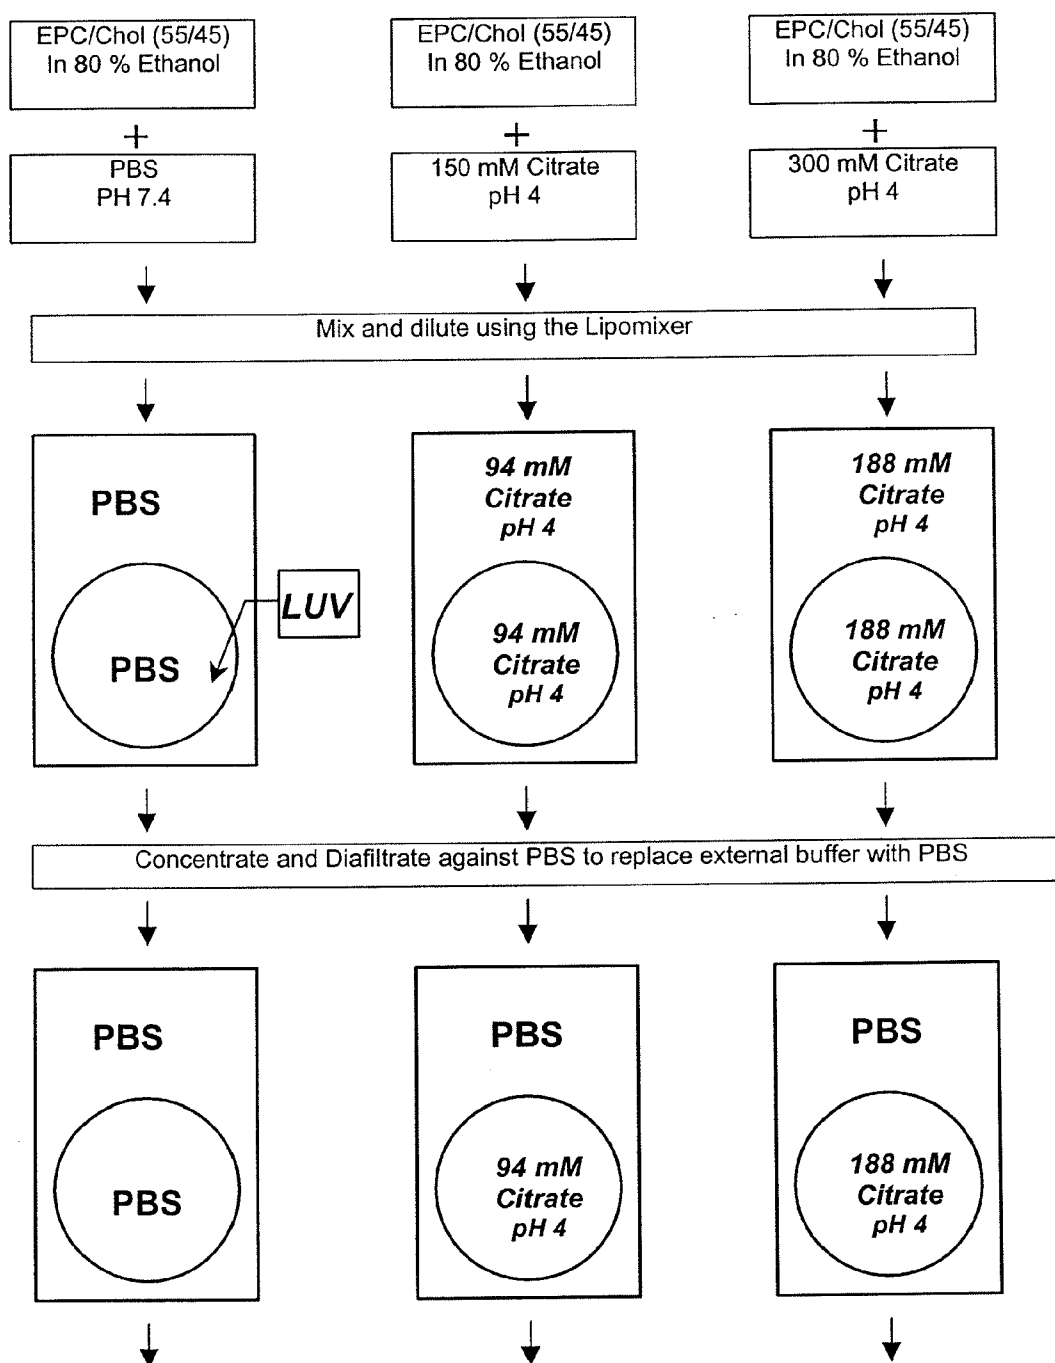 EPC/Chol (55/45)
In 80 % Ethanol
EPC/Chol (55/45)
In 80 % Ethanol
EPC/Chol (55/45)
In 80 % Ethanol
+
+
+
PBS
PH 7.4
150 mM Citrate
pH 4
300 mM Citrate
pH 4
Mix and dilute using the Lipomixer
PBS
PBS
LUV
94 mM
Citrate
pH 4
94 mM
Citrate
pH 4
188 mM
Citrate
pH 4
188 mM
Citrate
pH 4
Concentrate and Diafiltrate against PBS to replace external buffer with PBS
PBS
PBS
PBS
94 mM
Citrate
pH 4
PBS
188 mM
Citrate
pH 4